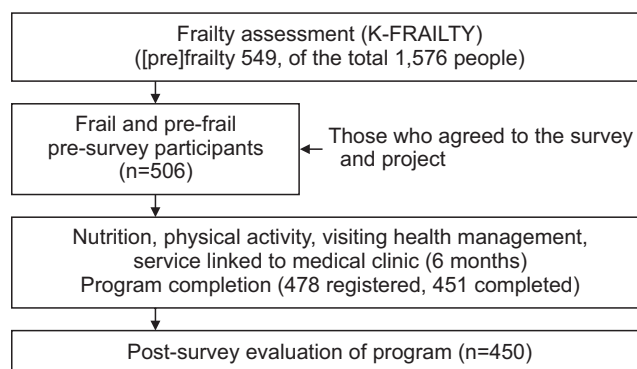 Frailty assessment (K-FRAILTY)
([pre]frailty 549, of the total 1,576 people)
Frail and pre-frail
pre-survey participants
(n=506)
Those who agreed to the survey
and project
Nutrition, physical activity, visiting health management,
service linked to medical clinic (6 months)
Program completion (478 registered, 451 completed)
Post-survey evaluation of program (n=450)